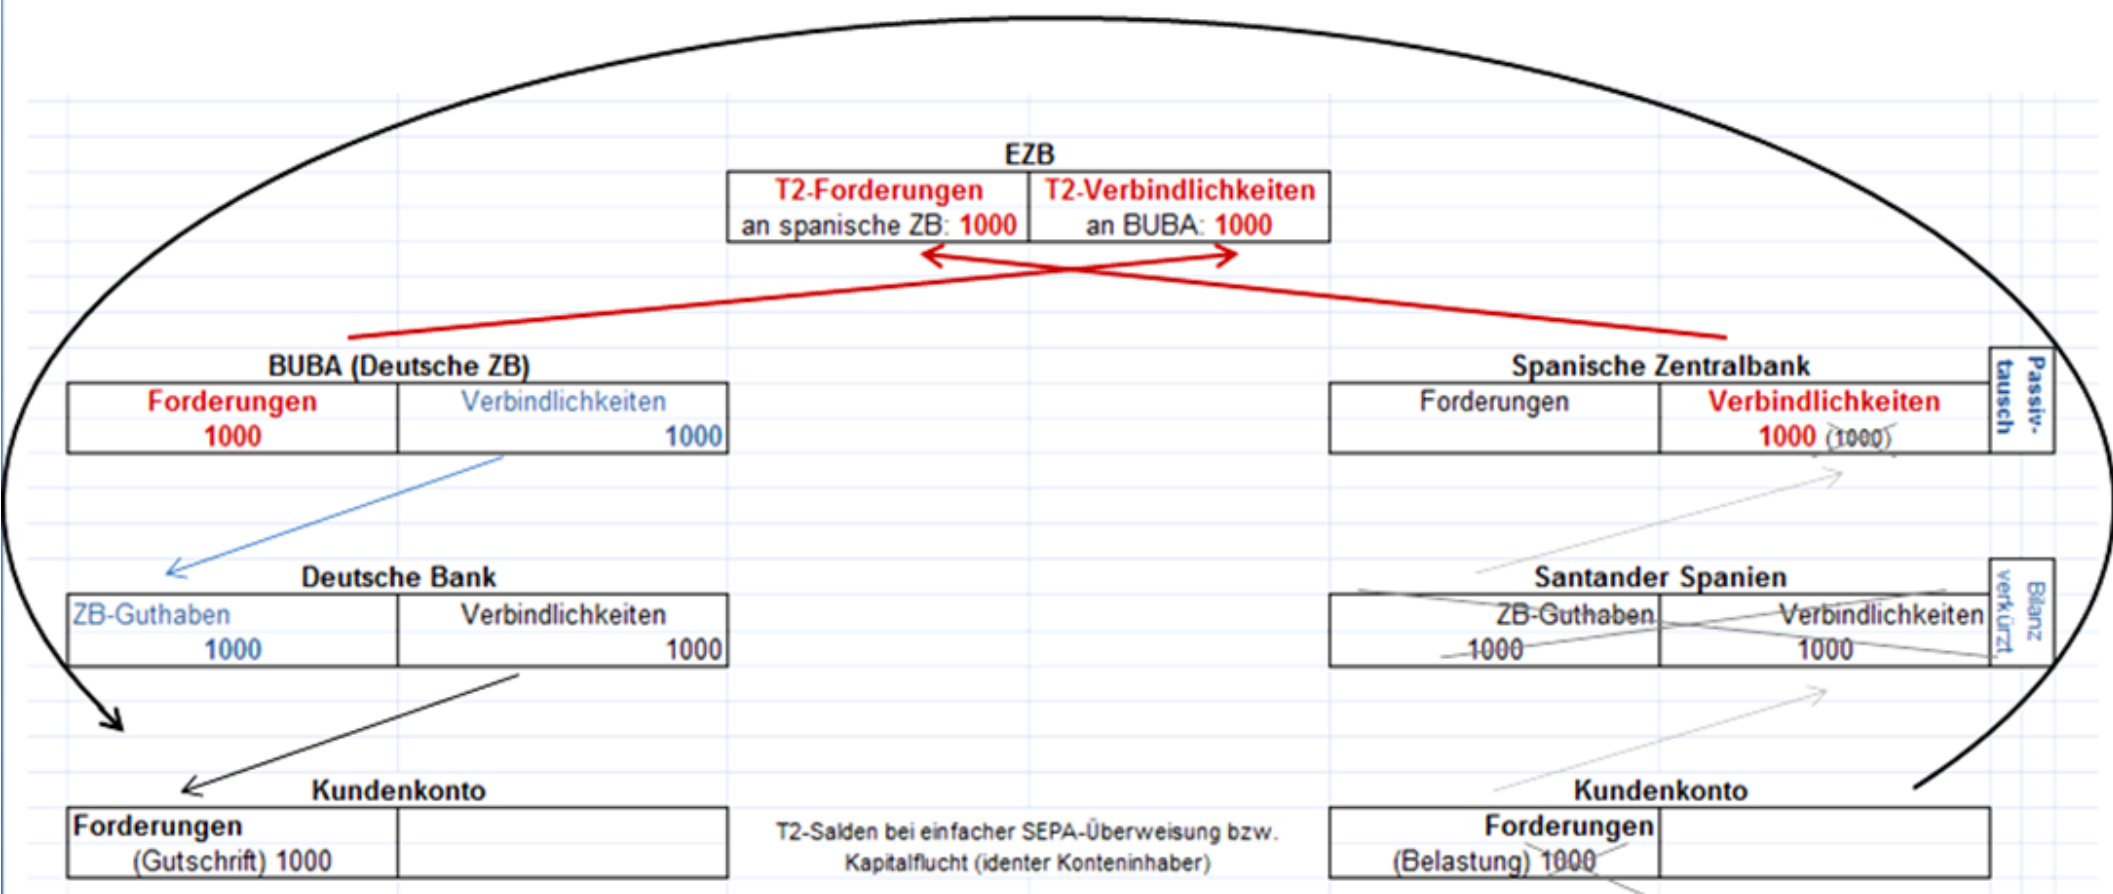 EZB
T2-Forderungen
an spanische ZB: 1000
T2-Verbindlichkeiten
an BUBA: 1000
BUBA (Deutsche ZB)
Forderungen
1000
Verbindlichkeiten
1000
Spanische Zentralbank
Forderungen
Verbindlichkeiten
1000 (1000)
Passiv-
tausch
Deutsche Bank
ZB-Guthaben
1000
Verbindlichkeiten
1000
Santander Spanien
ZB-Guthaben
1000
Verbindlichkeiten
1000
Bilanz
verkürzt
Kundenkonto
Forderungen
(Gutschrift) 1000
T2-Salden bei einfacher SEPA-Überweisung bzw.
Kapitalflucht (identer Konteninhaber)
Kundenkonto
Forderungen
(Belastung) 1000